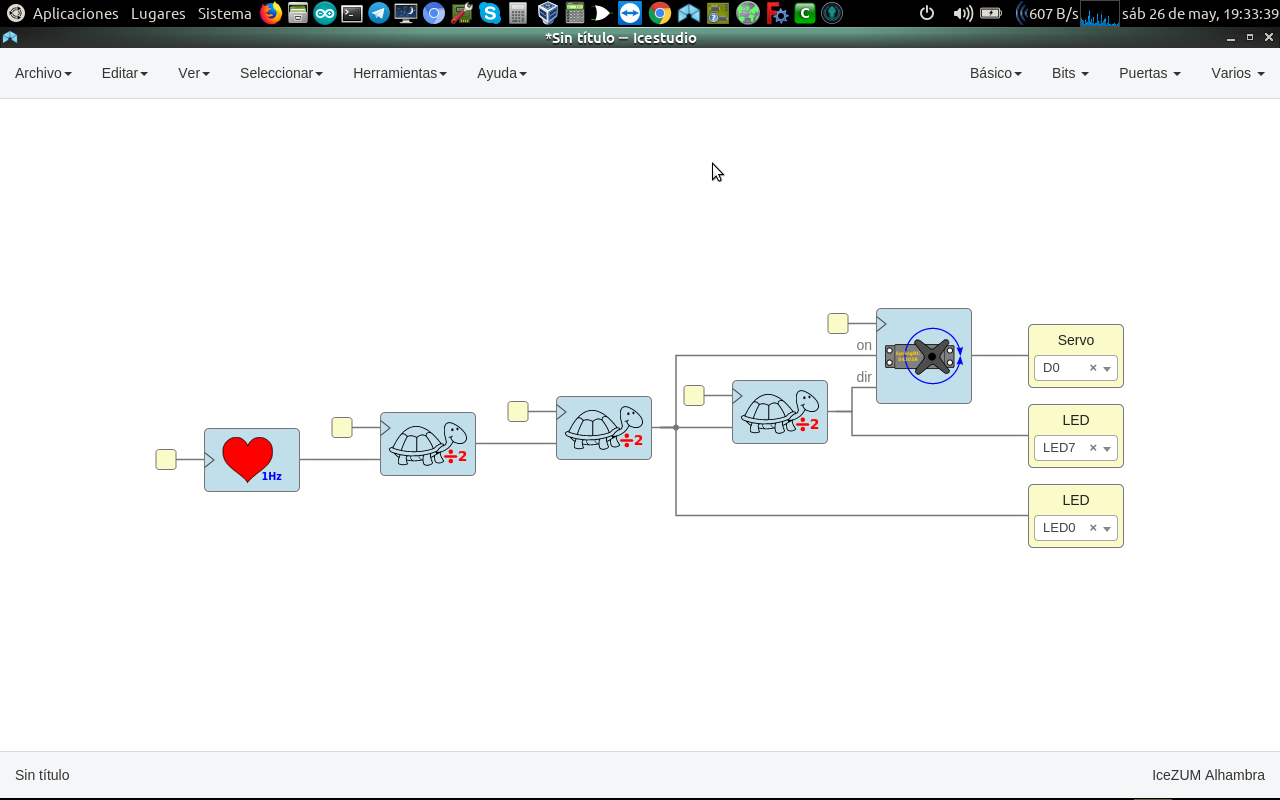 Aplicaciones Lugares Sistema 607 B/s sáb 26 de may, 19:33:39
*Sin título — Icestudio
Archivo Editar Ver Seleccionar Herramientas Ayuda Básico Bits Puertas Varios
on
dir
Servo
D0 ×
÷2
LED
LED7 ×
÷2
÷2
1Hz
LED
LED0 ×
Sin título IceZUM Alhambra